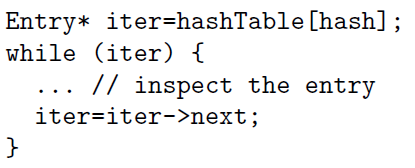 Entry* iter=hashTable[hash];
while (iter) {
  ... // inspect the entry
  iter=iter->next;
}